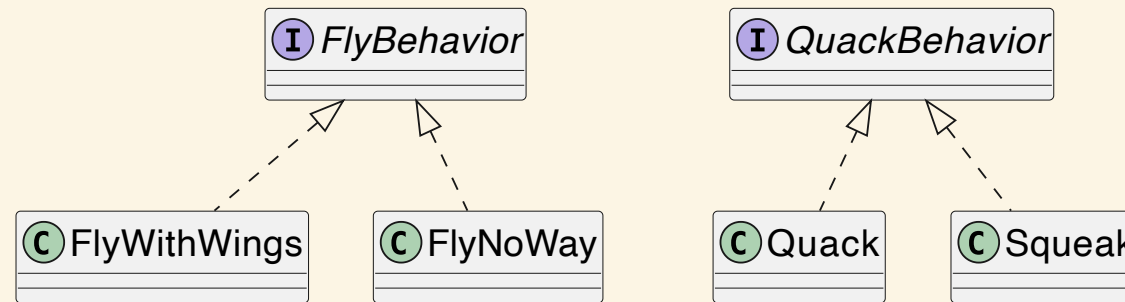 I FlyBehavior
I QuackBehavior
C FlyWithWings
C FlyNoWay
C Quack
C Squeak